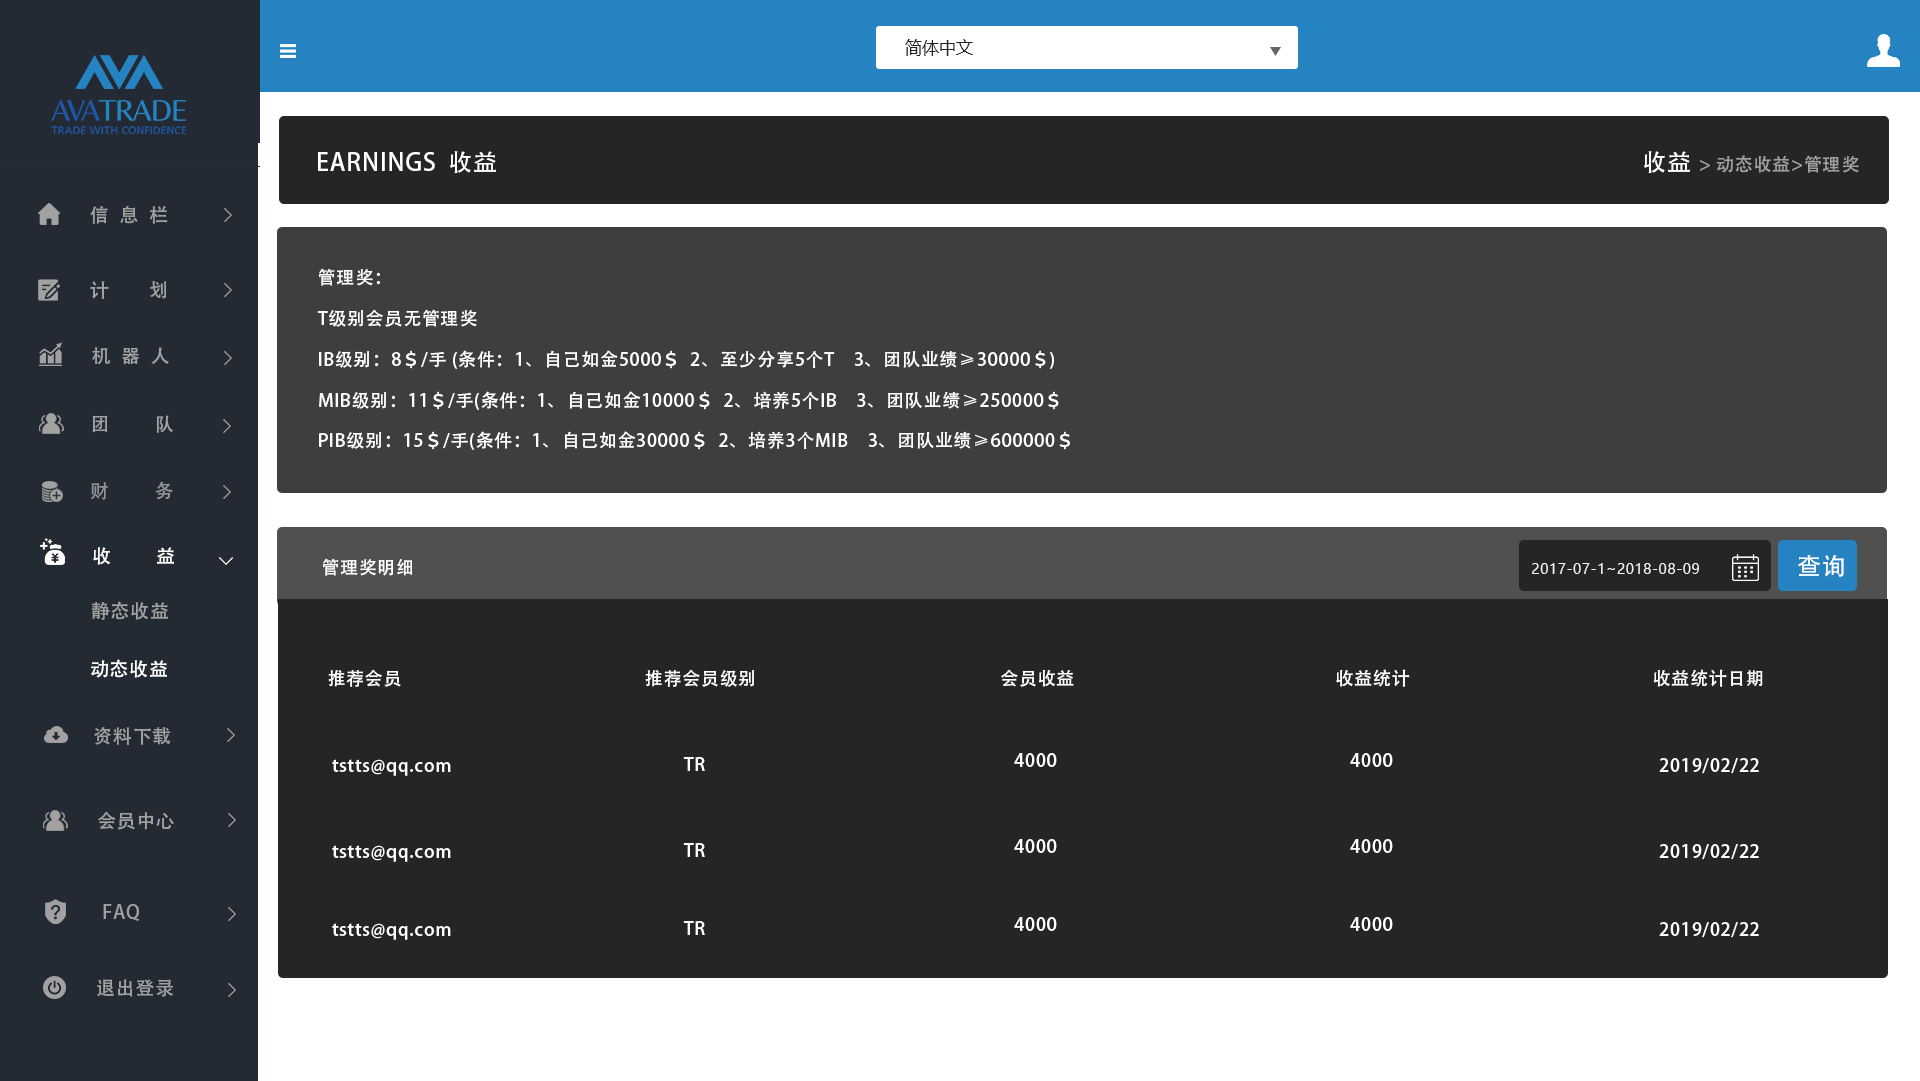 AVATRADE
TRADE WITH CONFIDENCE
简体中文
信息栏
计划
机器人
团队
财务
收益
静态收益
动态收益
资料下载
会员中心
FAQ
退出登录
EARNINGS 收益
收益 > 动态收益>管理奖
管理奖：
T级别会员无管理奖
IB级别：8＄/手 (条件：1、自己如金5000＄ 2、至少分享5个T 3、团队业绩≥30000＄)
MIB级别：11＄/手(条件：1、自己如金10000＄ 2、培养5个IB 3、团队业绩≥250000＄
PIB级别：15＄/手(条件：1、自己如金30000＄ 2、培养3个MIB 3、团队业绩≥600000＄
管理奖明细
2017-07-1~2018-08-09
查询
推荐会员 推荐会员级别 会员收益 收益统计 收益统计日期
tstts@qq.com TR 4000 4000 2019/02/22
tstts@qq.com TR 4000 4000 2019/02/22
tstts@qq.com TR 4000 4000 2019/02/22